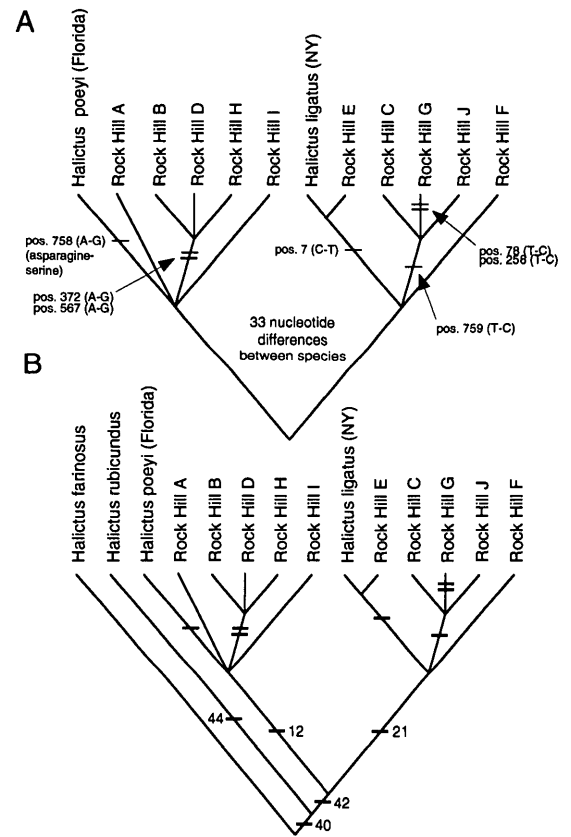 A
Halictus poeyi (Florida)
Rock Hill A
Rock Hill B
Rock Hill D
Rock Hill H
Rock Hill I
Halictus ligatus (NY)
Rock Hill E
Rock Hill C
Rock Hill G
Rock Hill J
Rock Hill F
pos. 758 (A-G)
(asparagine-
serine)
pos. 372 (A-G)
pos. 567 (A-G)
pos. 7 (C-T)
pos. 78 (T-C)
pos. 258 (T-C)
pos. 759 (T-C)
33 nucleotide
differences
between species
B
Halictus farinosus
Halictus rubicundus
Halictus poeyi (Florida)
Rock Hill A
Rock Hill B
Rock Hill D
Rock Hill H
Rock Hill I
Halictus ligatus (NY)
Rock Hill E
Rock Hill C
Rock Hill G
Rock Hill J
Rock Hill F
44
12
21
42
40